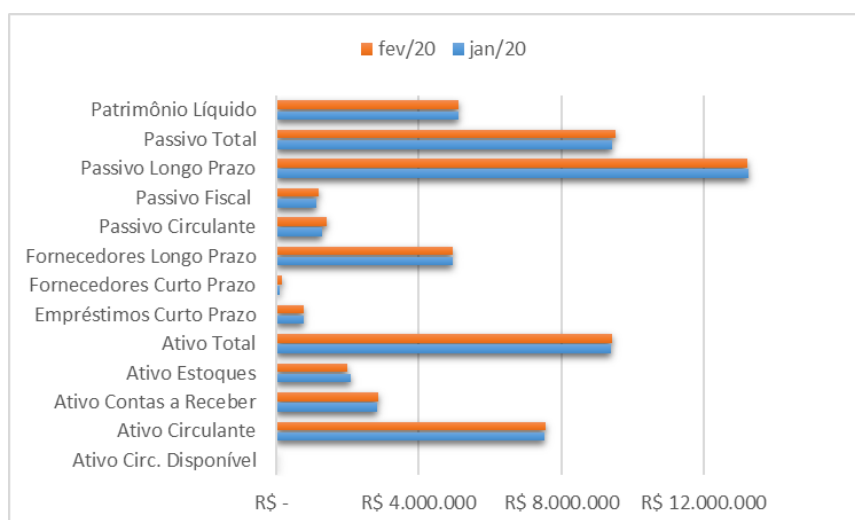 fev/20 jan/20
Patrimônio Líquido
Passivo Total
Passivo Longo Prazo
Passivo Fiscal
Passivo Circulante
Fornecedores Longo Prazo
Fornecedores Curto Prazo
Empréstimos Curto Prazo
Ativo Total
Ativo Estoques
Ativo Contas a Receber
Ativo Circulante
Ativo Circ. Disponível
R$ - R$ 4.000.000 R$ 8.000.000 R$ 12.000.000